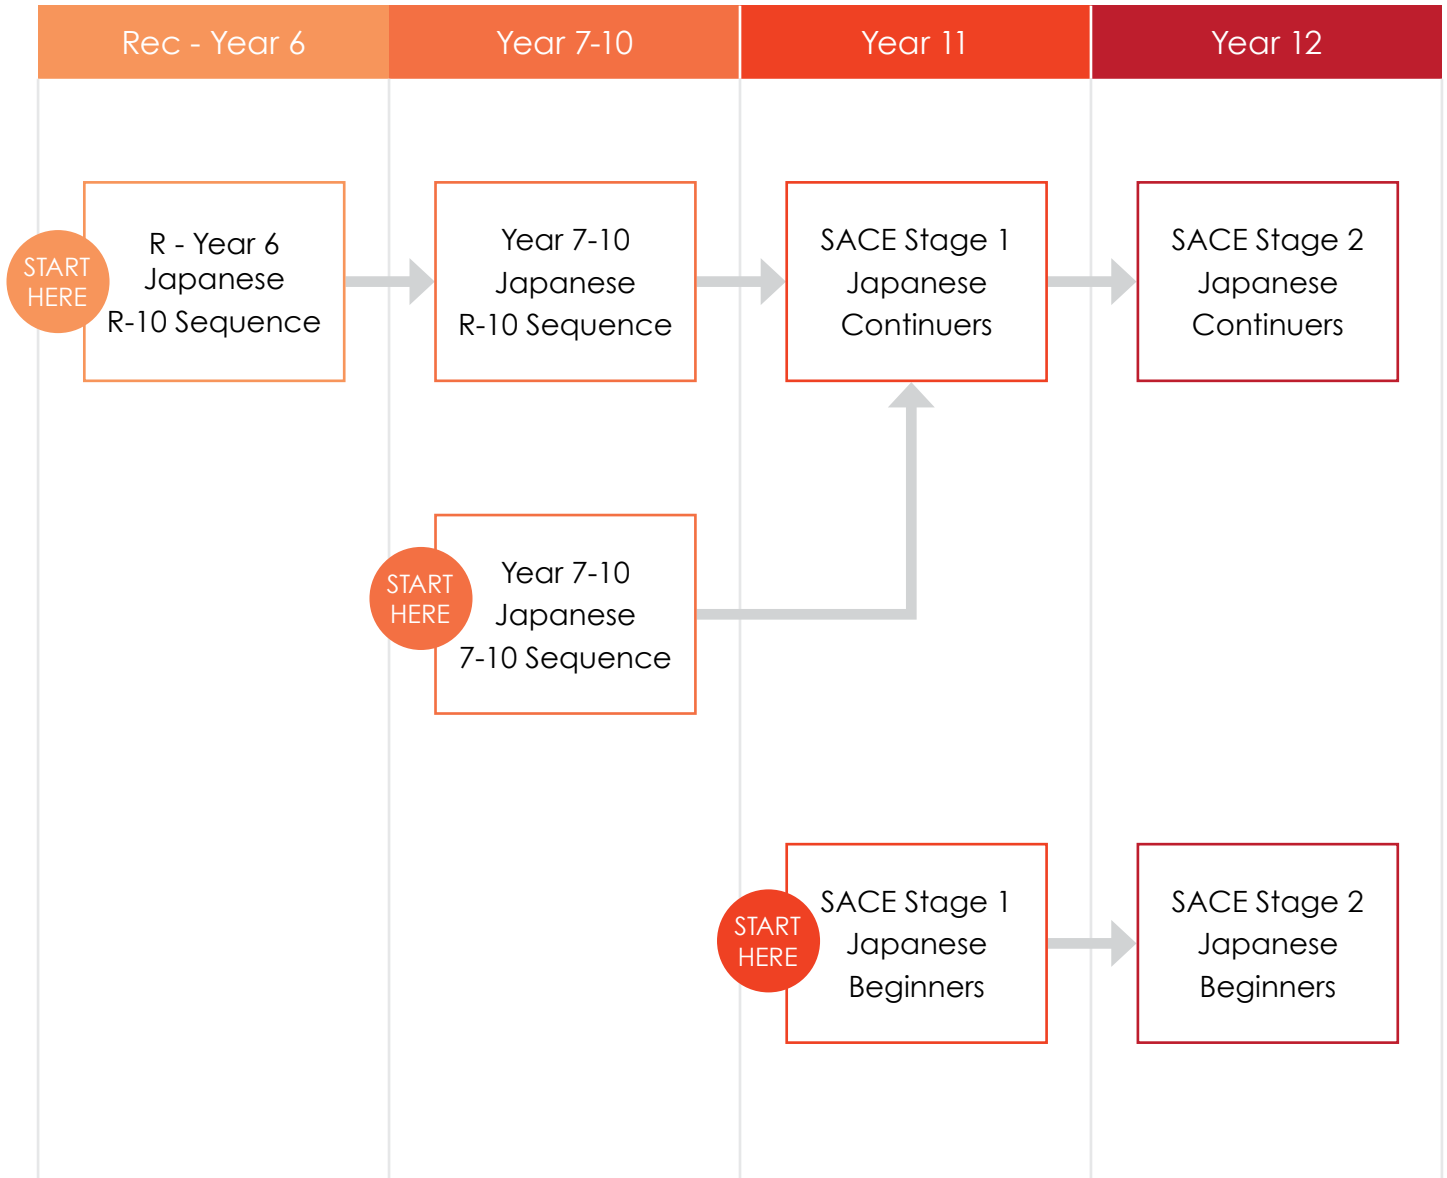 Rec - Year 6
Year 7-10
Year 11
Year 12
START
HERE
R - Year 6
Japanese
R-10 Sequence
Year 7-10
Japanese
R-10 Sequence
SACE Stage 1
Japanese
Continuers
SACE Stage 2
Japanese
Continuers
START
HERE
Year 7-10
Japanese
7-10 Sequence
START
HERE
SACE Stage 1
Japanese
Beginners
SACE Stage 2
Japanese
Beginners